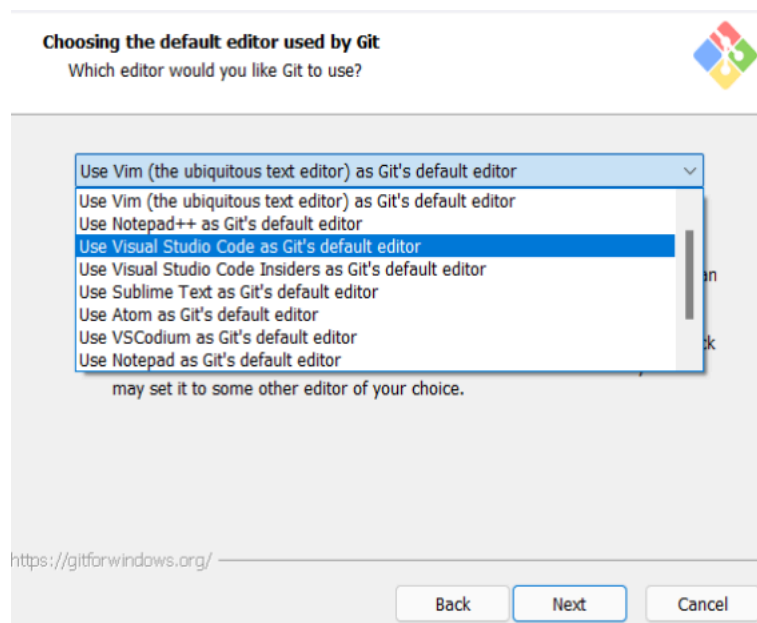 Choosing the default editor used by Git
Which editor would you like Git to use?
Use Vim (the ubiquitous text editor) as Git's default editor
Use Vim (the ubiquitous text editor) as Git's default editor
Use Notepad++ as Git's default editor
Use Visual Studio Code as Git's default editor
Use Visual Studio Code Insiders as Git's default editor
Use Sublime Text as Git's default editor
Use Atom as Git's default editor
Use VSCodium as Git's default editor
Use Notepad as Git's default editor
may set it to some other editor of your choice.
https://gitforwindows.org/
Back Next Cancel